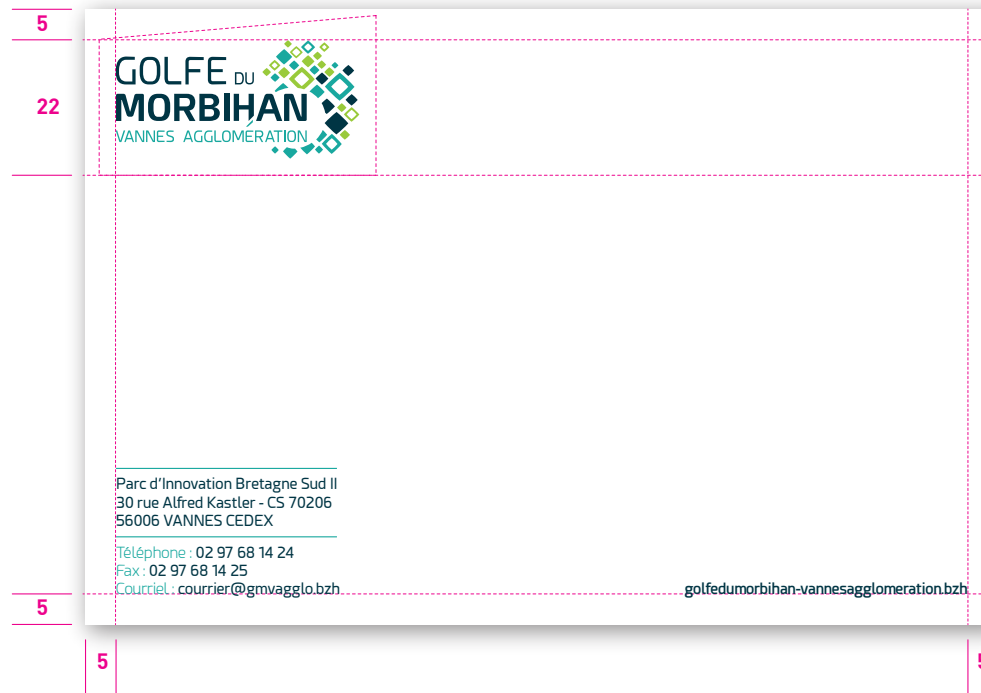 5
22
GOLFE DU
MORBIHAN
VANNES AGGLOMÉRATION
Parc d'Innovation Bretagne Sud II
30 rue Alfred Kastler - CS 70206
56006 VANNES CEDEX
Téléphone : 02 97 68 14 24
Fax : 02 97 68 14 25
Courriel : courrier@gmvagglo.bzh
golfedumorbihan-vannesagglomeration.bzh
5
5
5